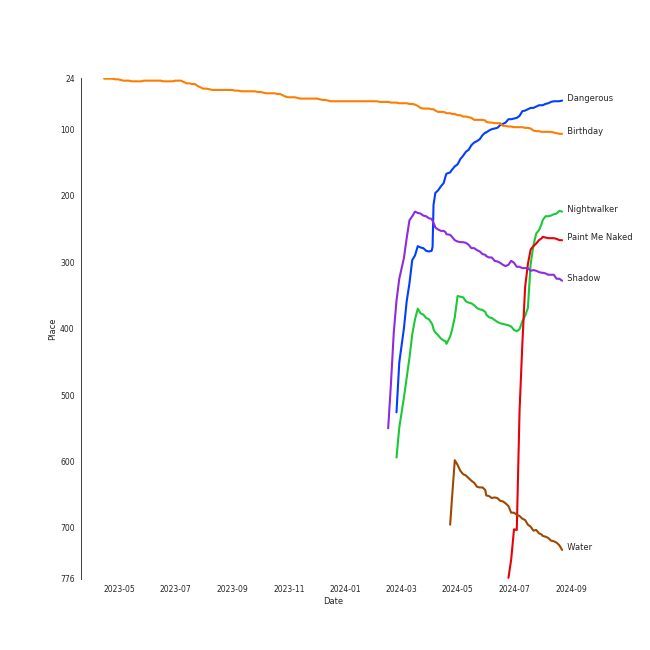 24
100
200
300
400
500
600
700
776
Place
2023-05
2023-07
2023-09
2023-11
2024-01
2024-03
2024-05
2024-07
2024-09
Date
Dangerous
Birthday
Nightwalker
Paint Me Naked
Shadow
Water